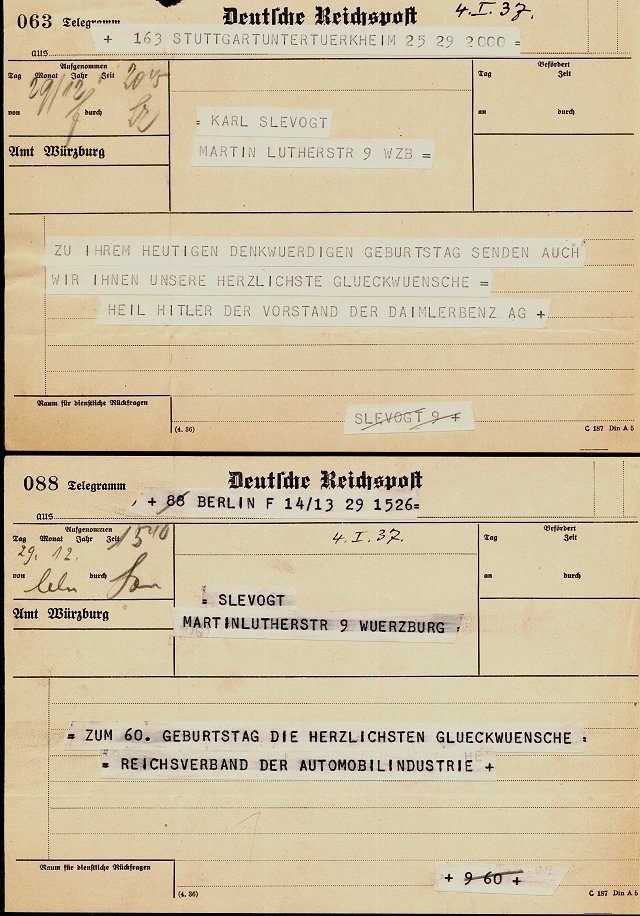 063 Telegramm Deutsche Reichspost 4.I.37.
+ 163 STUTTGARTUNTERTUERKHEIM 25 29 2000 =
aus
Aufgenommen
Befördert
Tag Monat Jahr Zeit
Tag Zeit
29/12 2045
von durch
an durch
Amt Würzburg
= KARL SLEVOGT
MARTIN LUTHERSTR 9 WZB =
ZU IHREM HEUTIGEN DENKWUERDIGEN GEBURTSTAG SENDEN AUCH
WIR IHNEN UNSERE HERZLICHSTE GLUECKWUENSCHE =
HEIL HITLER DER VORSTAND DER DAIMLERBENZ AG +
Raum für dienstliche Rückfragen
SLEVOGT 9 +
(4. 36)
C 187 Din A 5
088 Telegramm Deutsche Reichspost
+ 88 BERLIN F 14/13 29 1526=
aus
Aufgenommen
Befördert
Tag Monat Jahr Zeit
Tag Zeit
29. 12. 1540
4.I.37.
von durch
an durch
Amt Würzburg
= SLEVOGT
MARTINLUTHERSTR 9 WUERZBURG
= ZUM 60. GEBURTSTAG DIE HERZLICHSTEN GLUECKWUENSCHE =
= REICHSVERBAND DER AUTOMOBILINDUSTRIE +
Raum für dienstliche Rückfragen
+ 9 60 +
(4. 36)
C 187 Din A 5